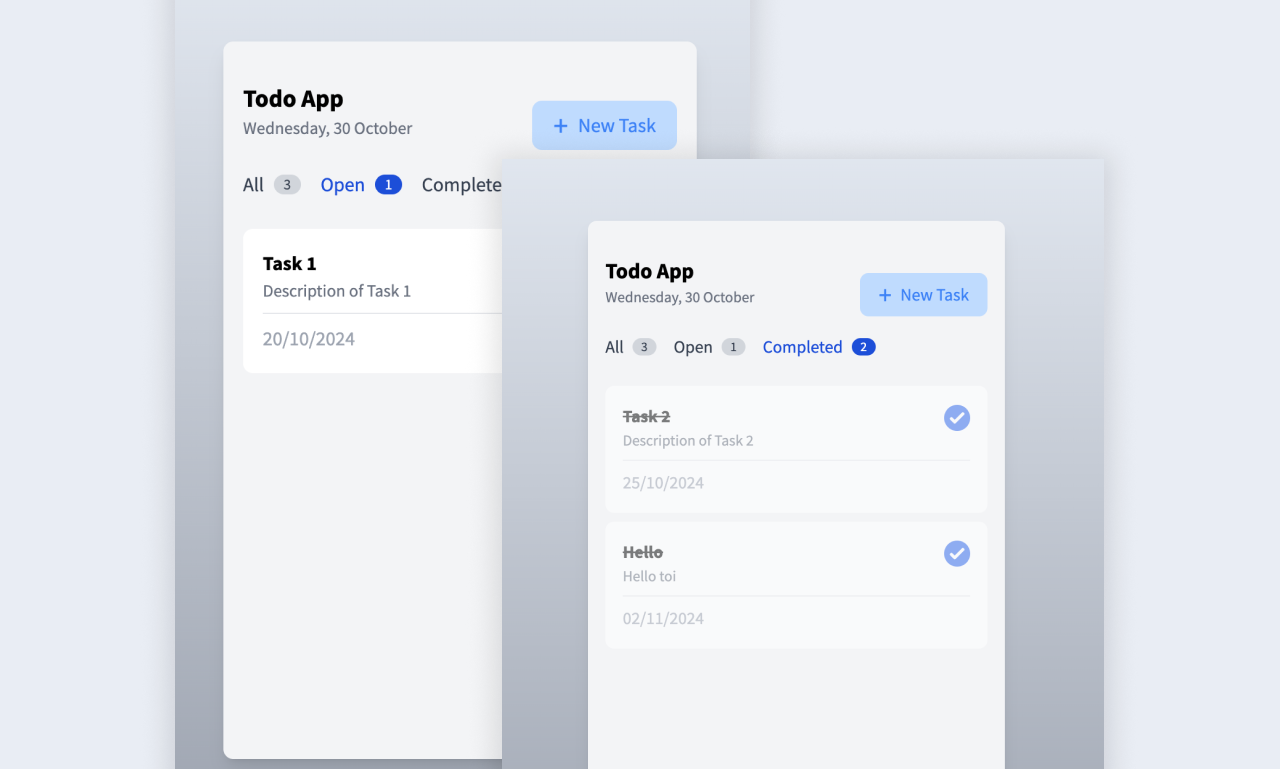 Todo App
Wednesday, 30 October
+ New Task
All 3 Open 1 Complete
Task 1
Description of Task 1
20/10/2024
Todo App
Wednesday, 30 October
+ New Task
All 3 Open 1 Completed 2
Task 2
Description of Task 2
25/10/2024
Hello
Hello toi
02/11/2024